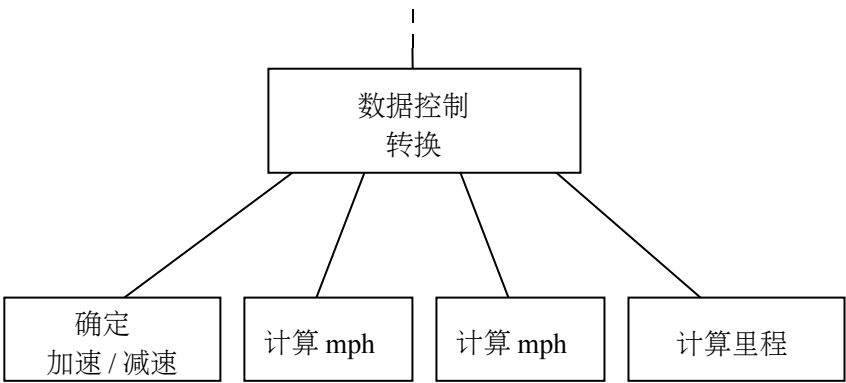 数据控制
转换
确定
加速 / 减速
计算 mph
计算 mph
计算里程